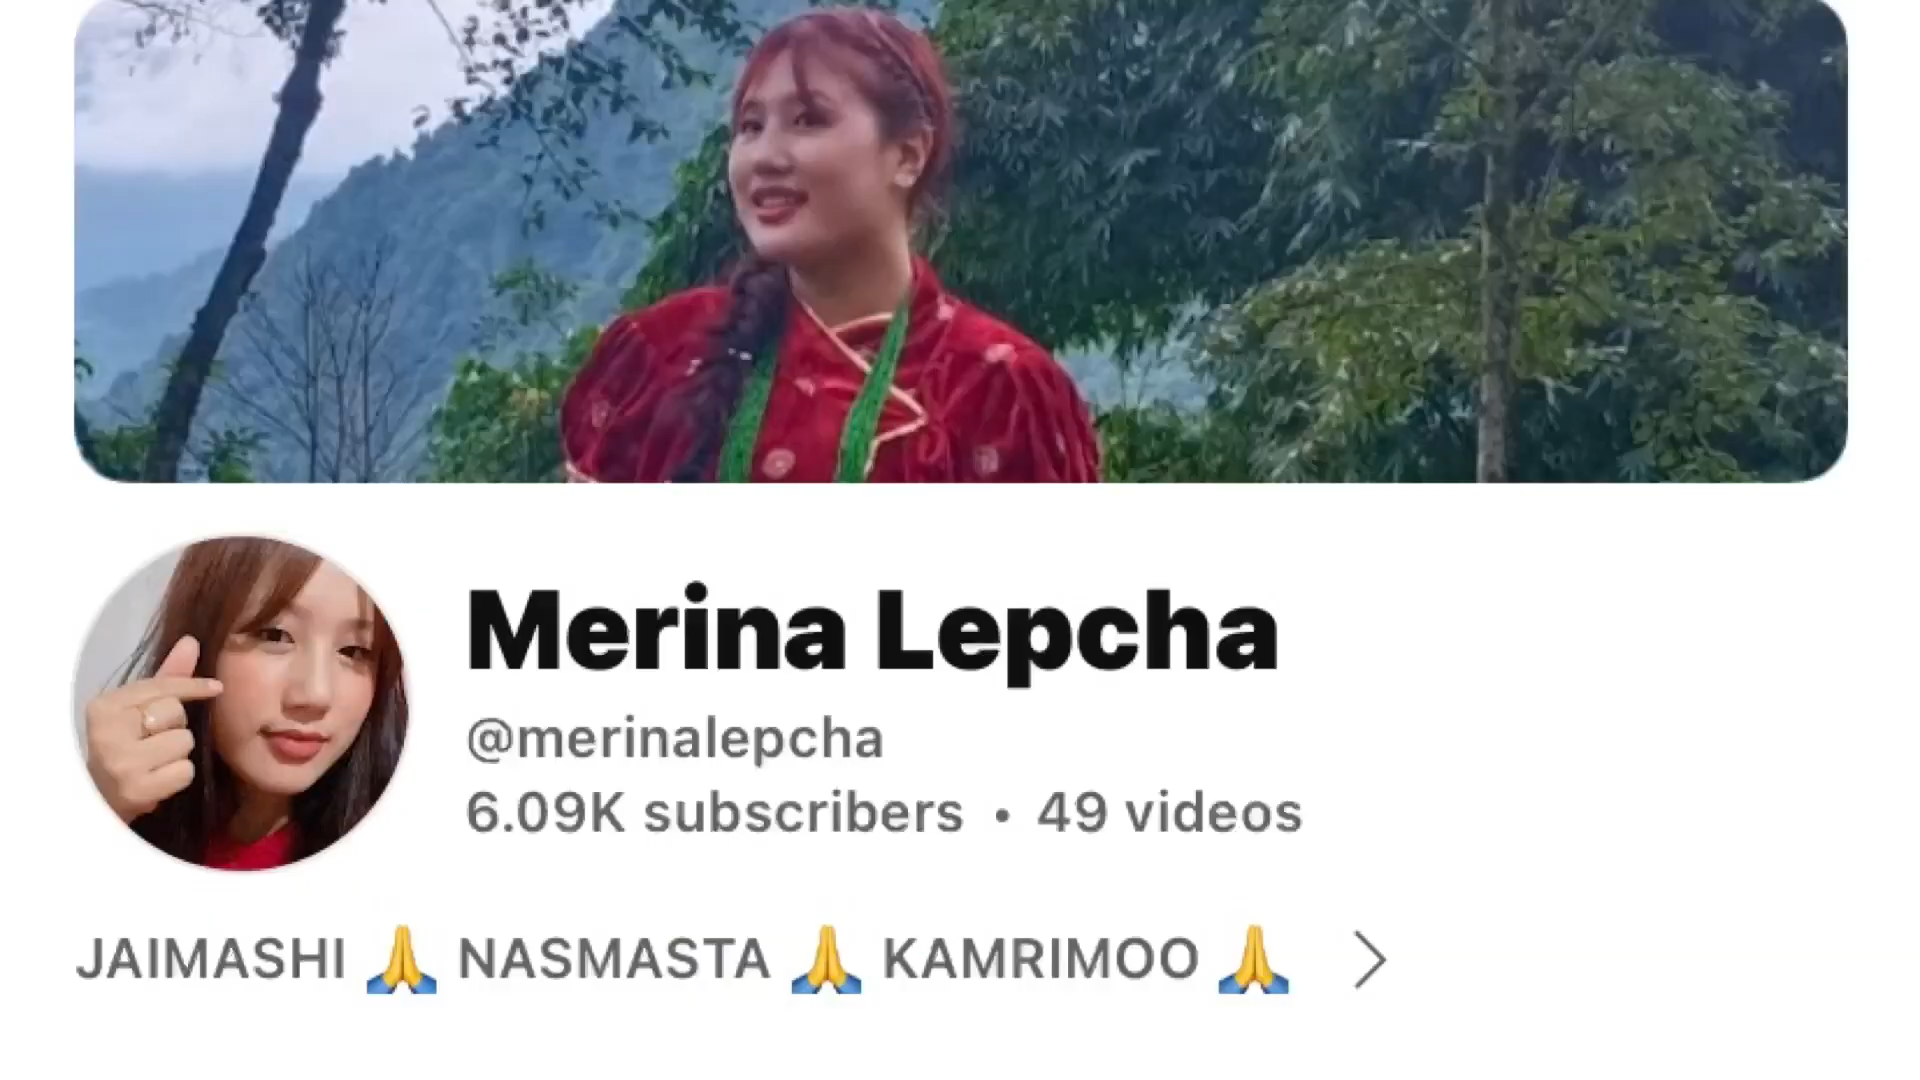 Merina Lepcha
@merinalepcha
6.09K subscribers • 49 videos
JAIMASHI 🙏 NASMASTA 🙏 KAMRIMOO 🙏